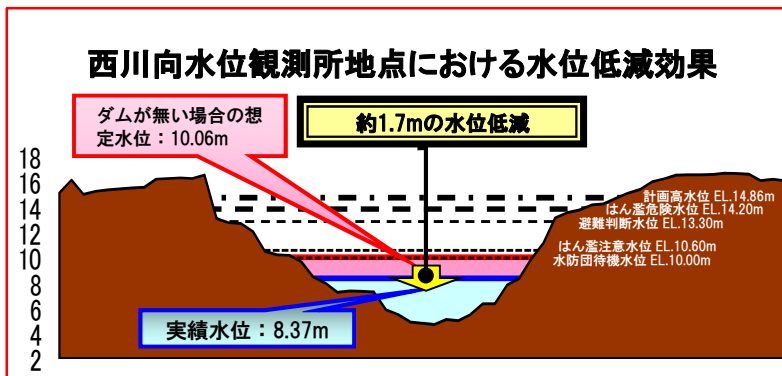 西川向水位観測所地点における水位低減効果
ダムが無い場合の想
定水位：10.06m
約1.7mの水位低減
18
16
14
12
10
8
6
4
2
計画高水位 EL.14.86m
はん濫危険水位 EL.14.20m
避難判断水位 EL.13.30m
はん濫注意水位 EL.10.60m
水防団待機水位 EL.10.00m
実績水位：8.37m